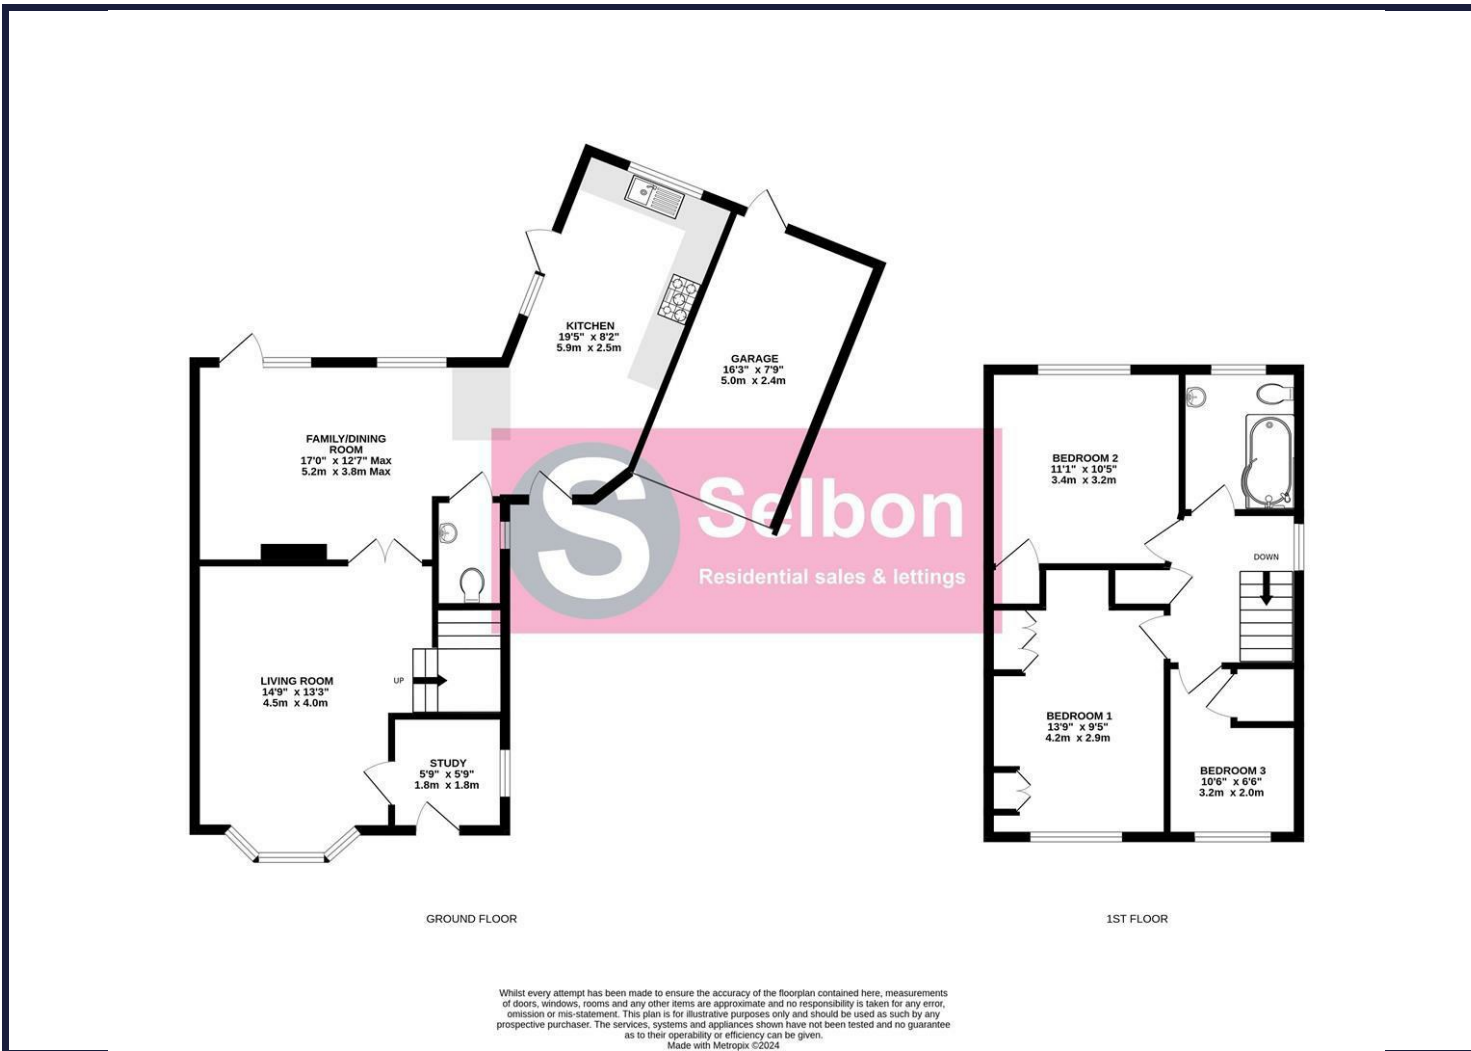 KITCHEN
19'5" x 8'2"
5.9m x 2.5m
GARAGE
16'3" x 7'9"
5.0m x 2.4m
FAMILY/DINING
ROOM
17'0" x 12'7" Max
5.2m x 3.8m Max
LIVING ROOM
14'9" x 13'3"
4.5m x 4.0m
UP
STUDY
5'9" x 5'9"
1.8m x 1.8m
S
Selbon
Residential sales & lettings
BEDROOM 2
11'1" x 10'5"
3.4m x 3.2m
DOWN
BEDROOM 1
13'9" x 9'5"
4.2m x 2.9m
BEDROOM 3
10'6" x 6'6"
3.2m x 2.0m
GROUND FLOOR
1ST FLOOR
Whilst every attempt has been made to ensure the accuracy of the floorplan contained here, measurements
of doors, windows, rooms and any other items are approximate and no responsibility is taken for any error,
omission or mis-statement. This plan is for illustrative purposes only and should be used as such by any
prospective purchaser. The services, systems and appliances shown have not been tested and no guarantee
as to their operability or efficiency can be given.
Made with Metropix ©2024